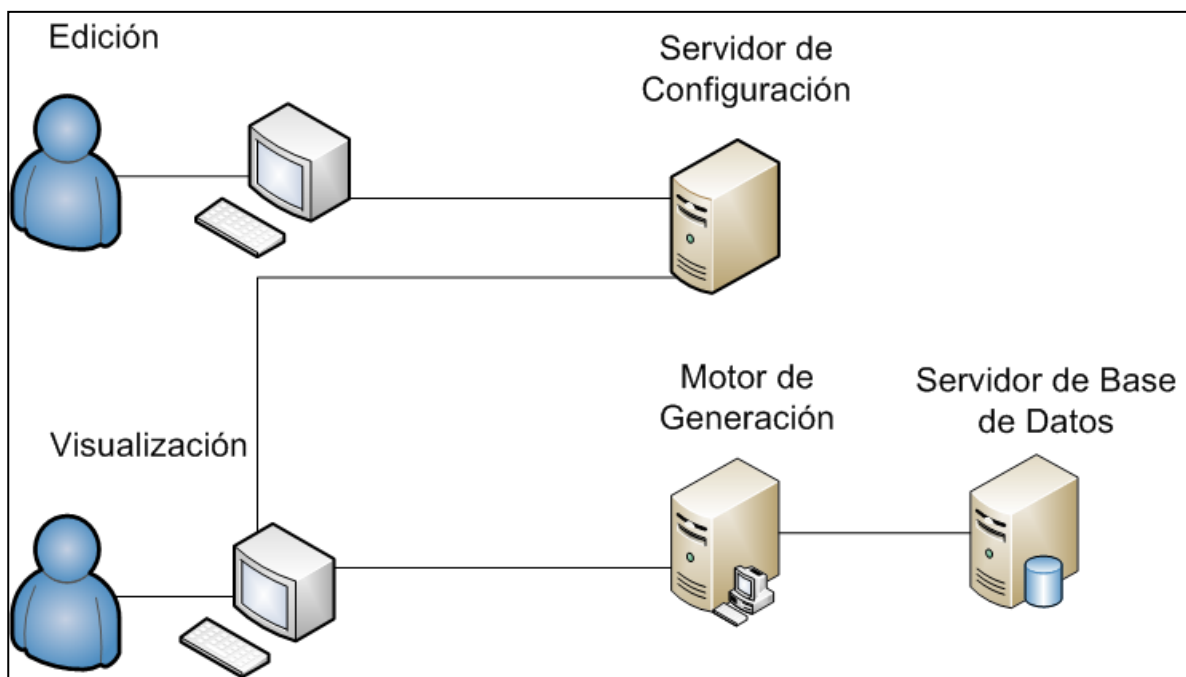 Edición
Servidor de
Configuración
Motor de
Generación
Servidor de Base
de Datos
Visualización